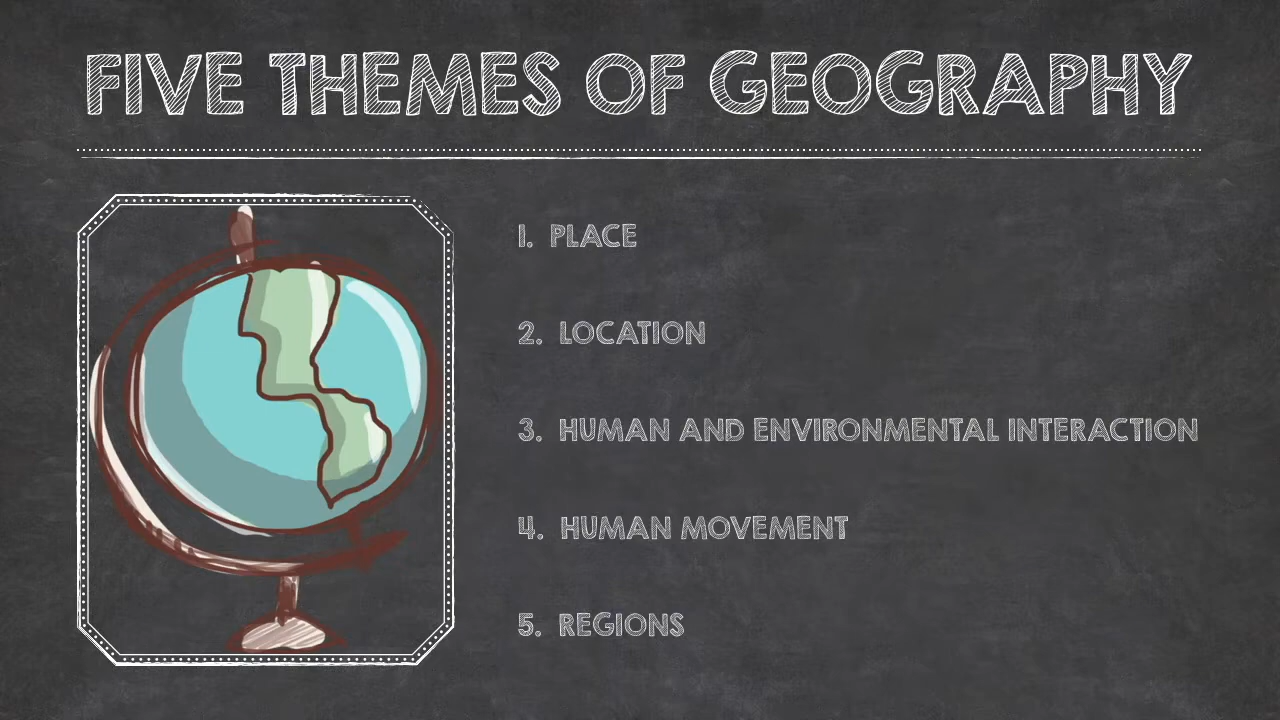 FIVE THEMES OF GEOGRAPHY
1. PLACE
2. LOCATION
3. HUMAN AND ENVIRONMENTAL INTERACTION
4. HUMAN MOVEMENT
5. REGIONS